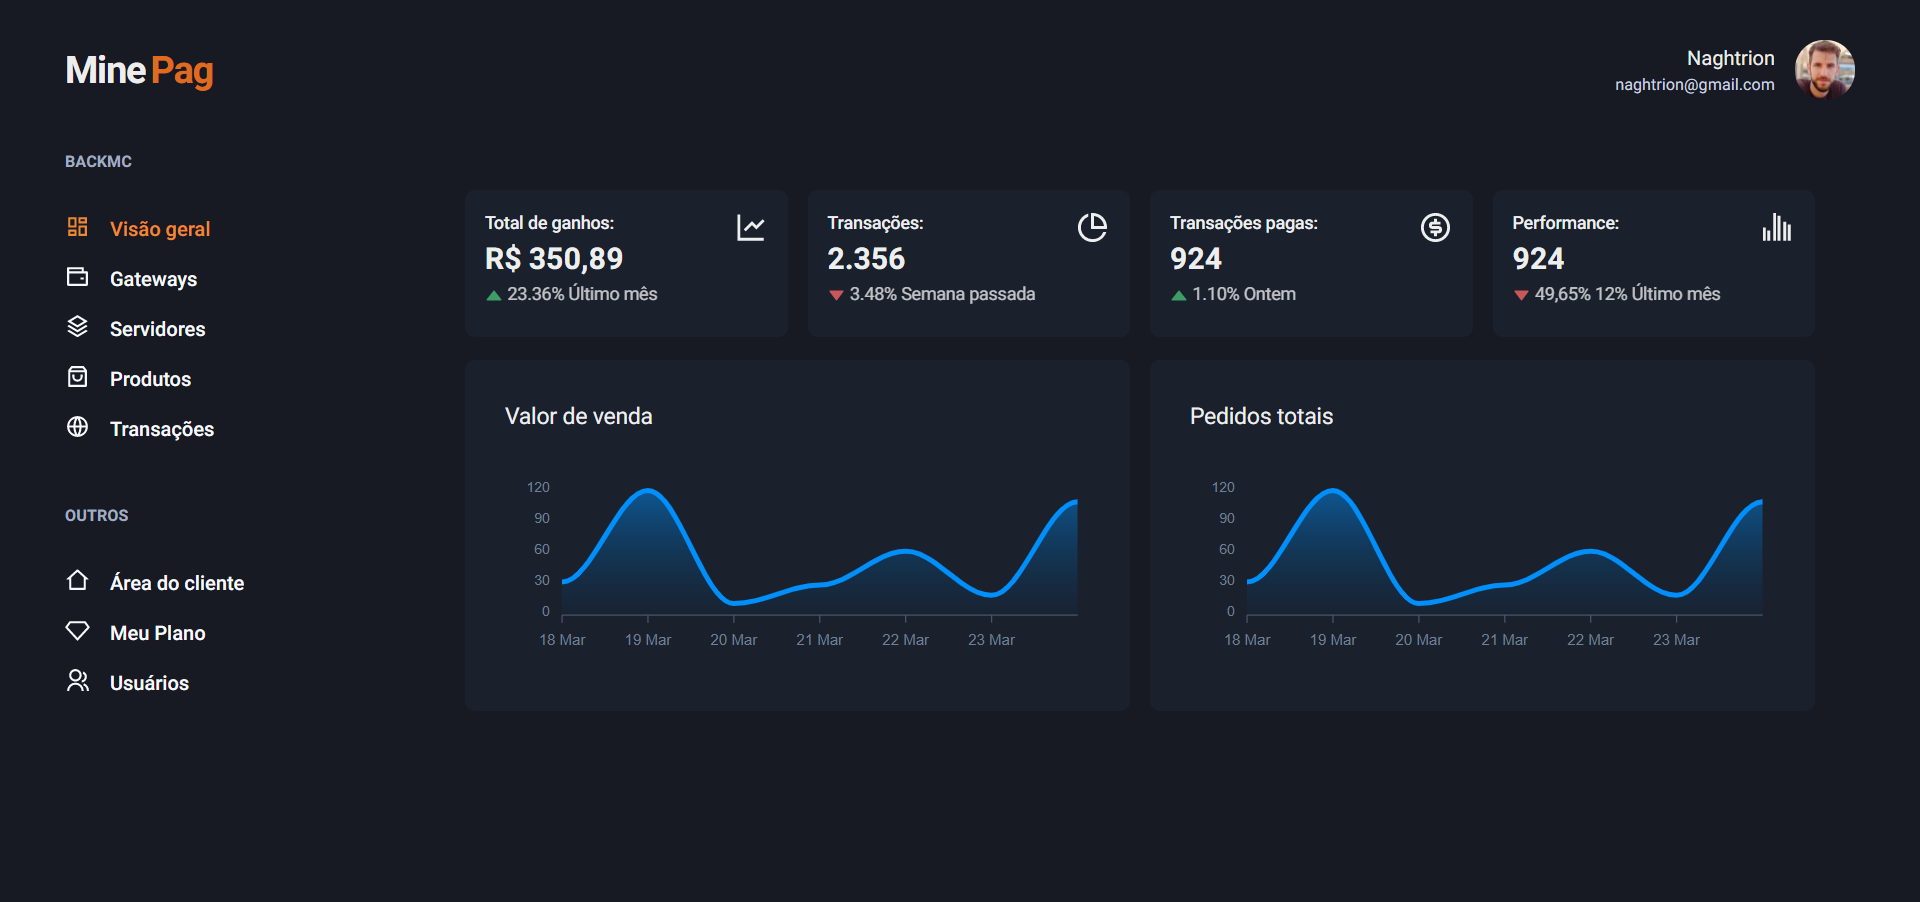 Mine Pag
Naghtrion
naghtrion@gmail.com
BACKMC
Visão geral
Gateways
Servidores
Produtos
Transações
OUTROS
Área do cliente
Meu Plano
Usuários
Total de ganhos:
R$ 350,89
23.36% Último mês
Transações:
2.356
3.48% Semana passada
Transações pagas:
924
1.10% Ontem
Performance:
924
49,65% 12% Último mês
Valor de venda
120
90
60
30
0
18 Mar 19 Mar 20 Mar 21 Mar 22 Mar 23 Mar
Pedidos totais
120
90
60
30
0
18 Mar 19 Mar 20 Mar 21 Mar 22 Mar 23 Mar